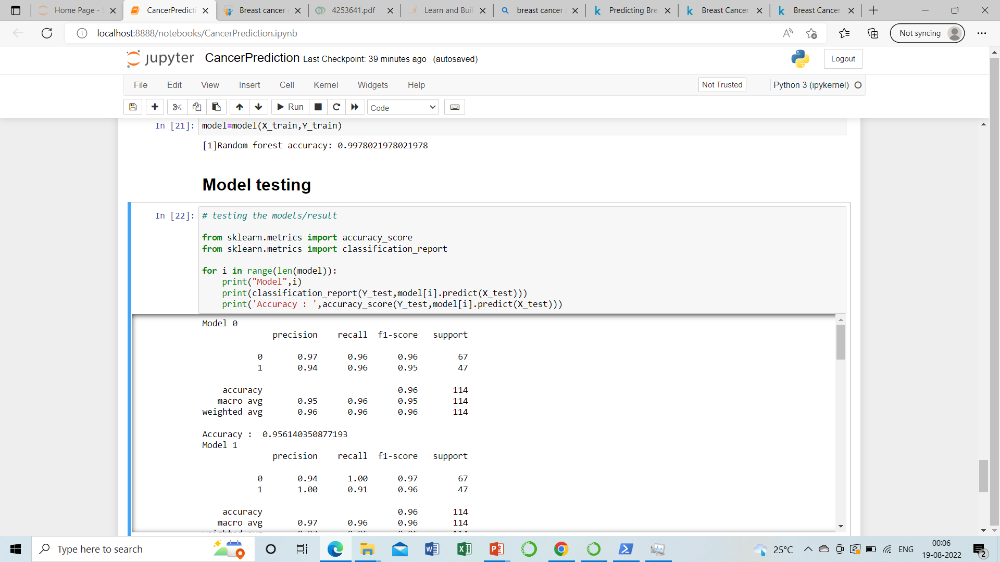 Home Page - S
CancerPredicti
Breast cancer
4253641.pdf
Learn and Buil
breast cancer p
Predicting Bre
Breast Cancer
Breast Cancer
localhost:8888/notebooks/CancerPrediction.ipynb
Not syncing
jupyter CancerPrediction Last Checkpoint: 39 minutes ago (autosaved)
Logout
File Edit View Insert Cell Kernel Widgets Help
Not Trusted
Python 3 (ipykernel)
Run
Code
In [21]: model=model(X_train,Y_train)
[1]Random forest accuracy: 0.9978021978021978
Model testing
In [22]: # testing the models/result
from sklearn.metrics import accuracy_score
from sklearn.metrics import classification_report
for i in range(len(model)):
print("Model",i)
print(classification_report(Y_test,model[i].predict(X_test)))
print('Accuracy : ',accuracy_score(Y_test,model[i].predict(X_test)))
Model 0
precision recall f1-score support
0 0.97 0.96 0.96 67
1 0.94 0.96 0.95 47
accuracy 0.96 114
macro avg 0.95 0.96 0.95 114
weighted avg 0.96 0.96 0.96 114
Accuracy : 0.956140350877193
Model 1
precision recall f1-score support
0 0.94 1.00 0.97 67
1 1.00 0.91 0.96 47
accuracy 0.96 114
macro avg 0.97 0.96 0.96 114
Type here to search
25°C
ENG
00:06
19-08-2022
2